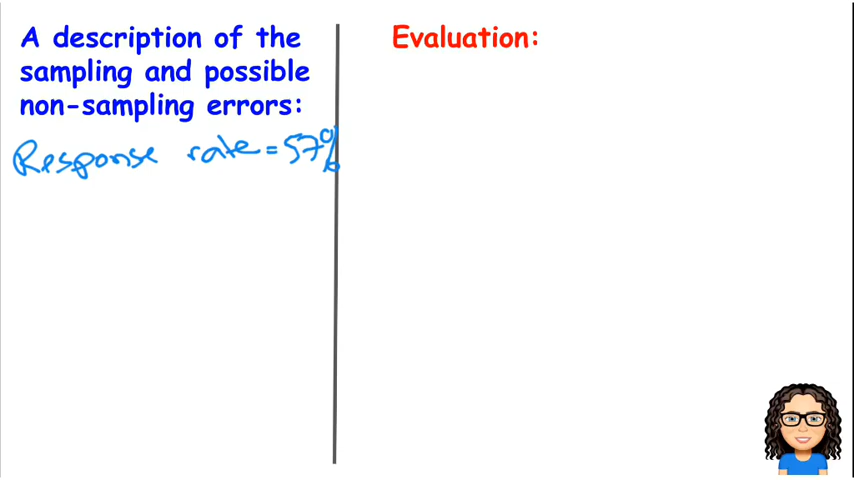 A description of the
sampling and possible
non-sampling errors:
Response rate = 57%
Evaluation: